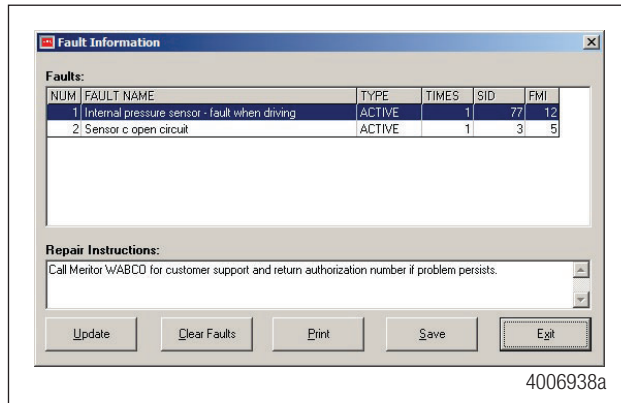 Fault Information
Faults:
NUM FAULT NAME TYPE TIMES SID FMI
1 Internal pressure sensor - fault when driving ACTIVE 1 77 12
2 Sensor c open circuit ACTIVE 1 3 5
Repair Instructions:
Call Meritor WABCO for customer support and return authorization number if problem persists.
Update Clear Faults Print Save Exit
4006938a